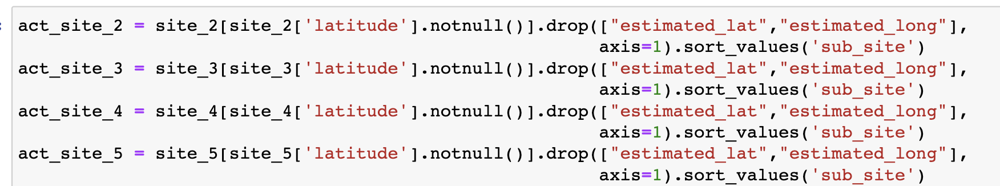 act_site_2 = site_2[site_2['latitude'].notnull()].drop(["estimated_lat","estimated_long"],
axis=1).sort_values('sub_site')
act_site_3 = site_3[site_3['latitude'].notnull()].drop(["estimated_lat","estimated_long"],
axis=1).sort_values('sub_site')
act_site_4 = site_4[site_4['latitude'].notnull()].drop(["estimated_lat","estimated_long"],
axis=1).sort_values('sub_site')
act_site_5 = site_5[site_5['latitude'].notnull()].drop(["estimated_lat","estimated_long"],
axis=1).sort_values('sub_site')